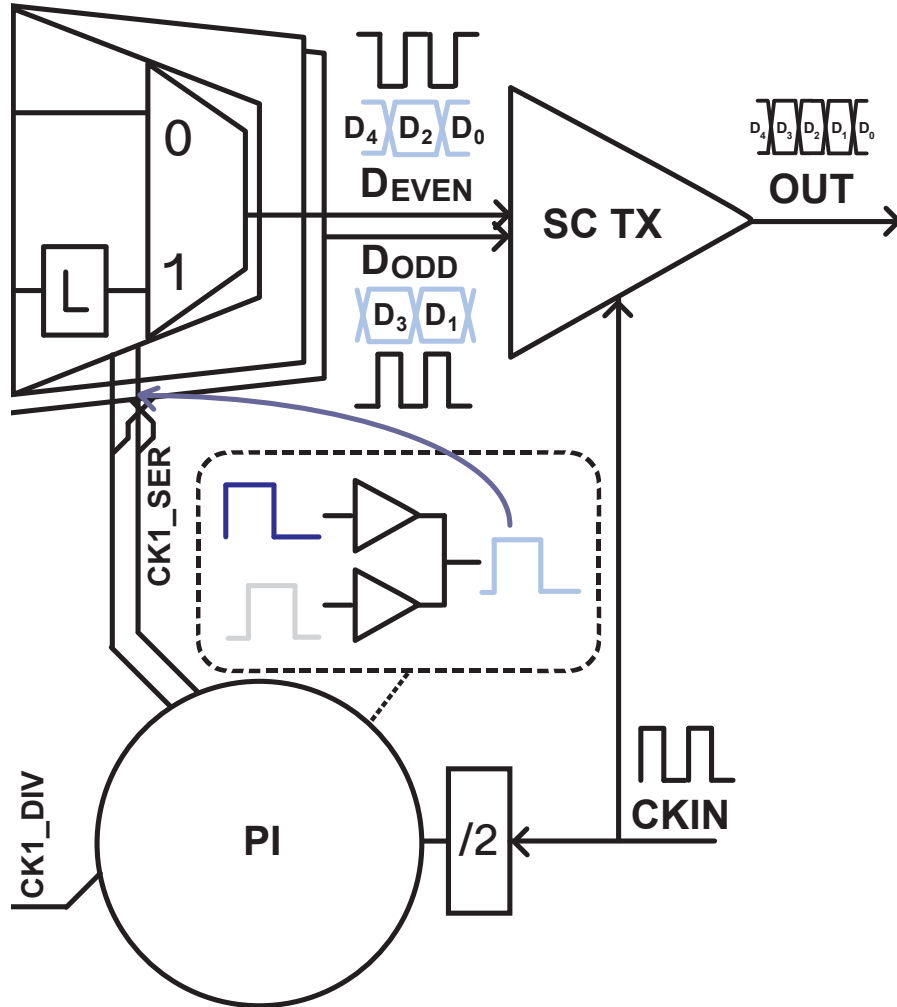 0
1
L
D4 D2 D0
DEVEN
DODD
D3 D1
SC TX
D4 D3 D2 D1 D0
OUT
CK1_SER
CK1_DIV
PI
/2
CKIN